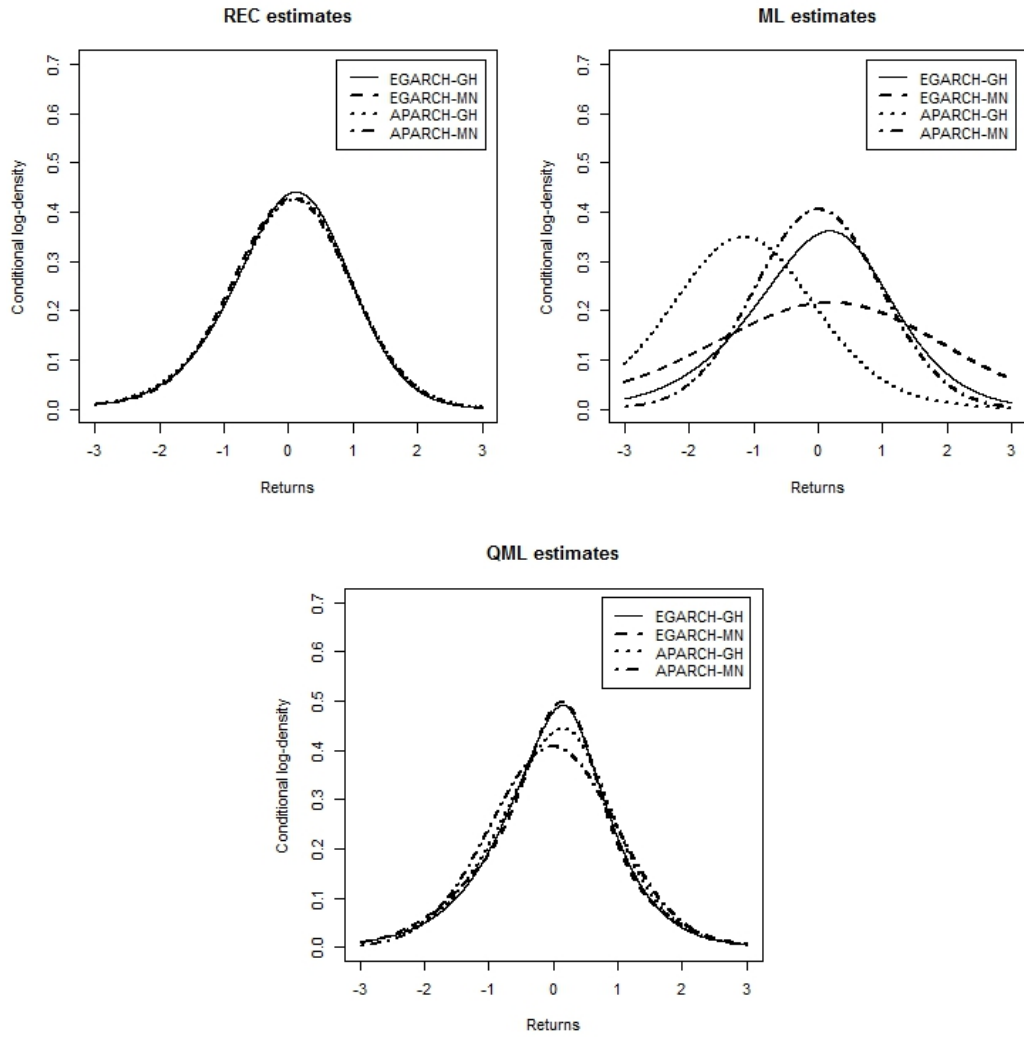 REC estimates
0.7
0.6
0.5
0.4
0.3
0.2
0.1
0.0
Conditional log-density
EGARCH-GH
EGARCH-MN
APARCH-GH
APARCH-MN
-3 -2 -1 0 1 2 3
Returns
ML estimates
0.7
0.6
0.5
0.4
0.3
0.2
0.1
0.0
Conditional log-density
EGARCH-GH
EGARCH-MN
APARCH-GH
APARCH-MN
-3 -2 -1 0 1 2 3
Returns
QML estimates
0.7
0.6
0.5
0.4
0.3
0.2
0.1
0.0
Conditional log-density
EGARCH-GH
EGARCH-MN
APARCH-GH
APARCH-MN
-3 -2 -1 0 1 2 3
Returns